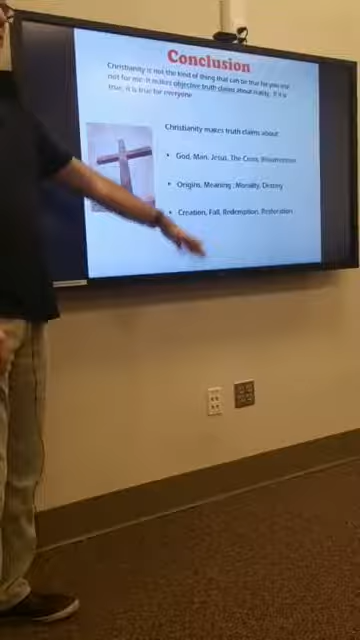 Conclusion
Christianity is not the kind of thing that can be true for you and
not for me. It makes objective truth claims about reality. If it is
true, it is true for everyone
Christianity makes truth claims about:
• God, Man, Jesus, The Cross, Resurrection
• Origins, Meaning, Morality, Destiny
• Creation, Fall, Redemption, Restoration